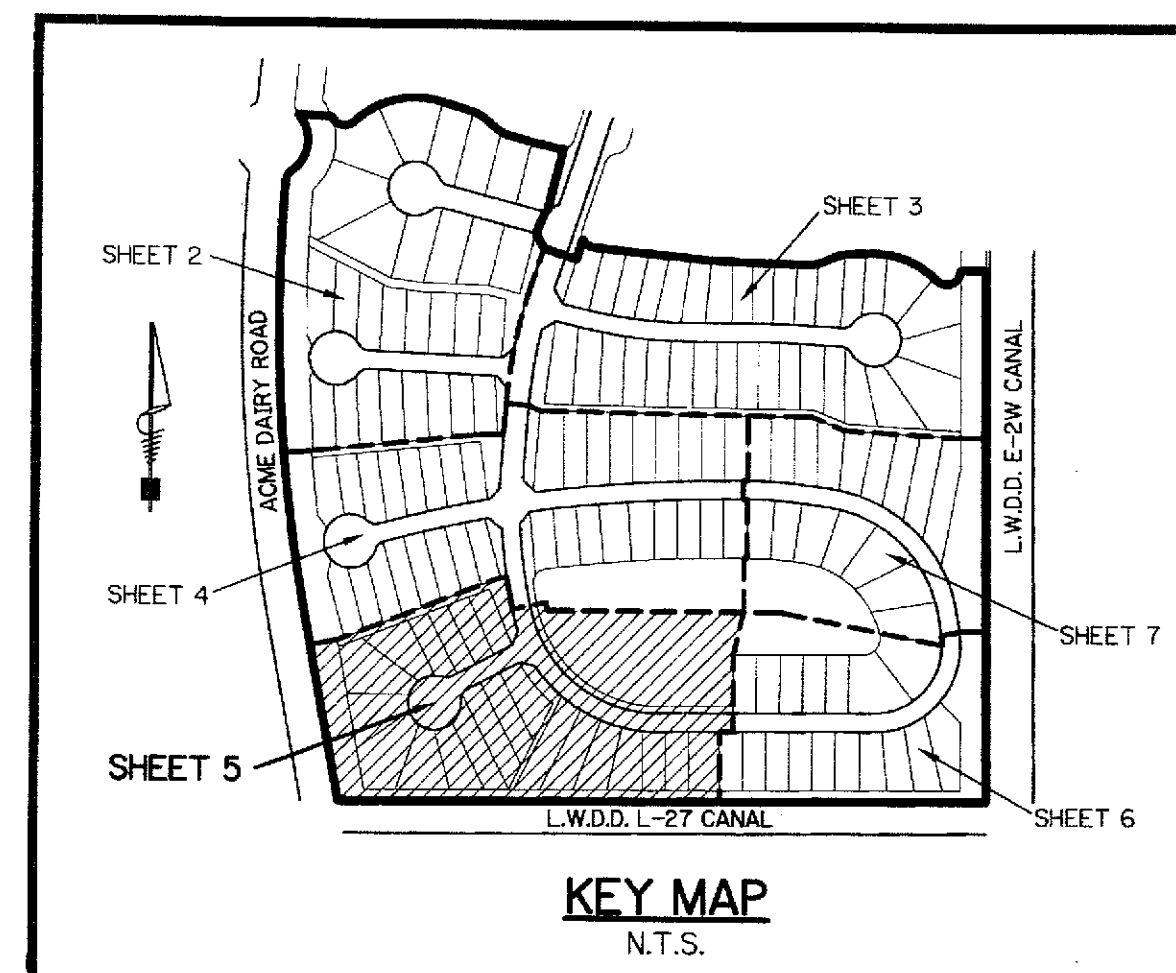 SHEET 3
SHEET 2
ACME DAIRY ROAD
L.W.D.D. E-2W CANAL
SHEET 4
SHEET 7
SHEET 5
SHEET 6
L.W.D.D. L-27 CANAL
KEY MAP
N.T.S.